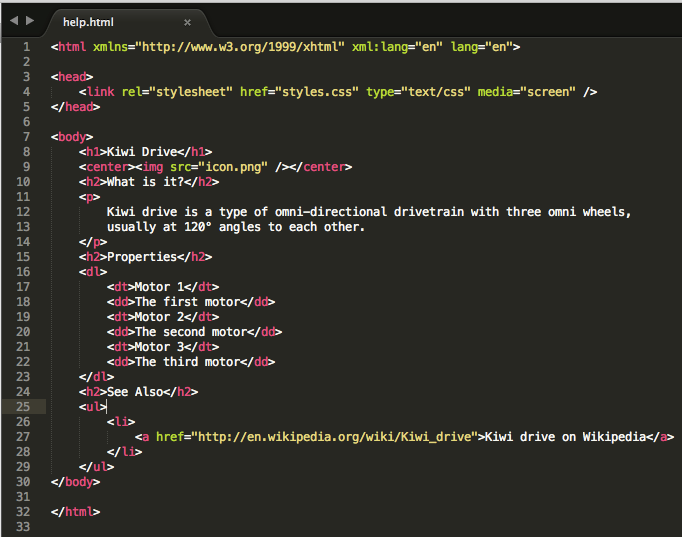 help.html ×
1 <html xmlns="http://www.w3.org/1999/xhtml" xml:lang="en" lang="en">
2
3 <head>
4     <link rel="stylesheet" href="styles.css" type="text/css" media="screen" />
5 </head>
6
7 <body>
8     <h1>Kiwi Drive</h1>
9     <center><img src="icon.png" /></center>
10     <h2>What is it?</h2>
11     <p>
12         Kiwi drive is a type of omni-directional drivetrain with three omni wheels,
13         usually at 120° angles to each other.
14     </p>
15     <h2>Properties</h2>
16     <dl>
17         <dt>Motor 1</dt>
18         <dd>The first motor</dd>
19         <dt>Motor 2</dt>
20         <dd>The second motor</dd>
21         <dt>Motor 3</dt>
22         <dd>The third motor</dd>
23     </dl>
24     <h2>See Also</h2>
25     <ul>
26         <li>
27             <a href="http://en.wikipedia.org/wiki/Kiwi_drive">Kiwi drive on Wikipedia</a>
28         </li>
29     </ul>
30 </body>
31
32 </html>
33